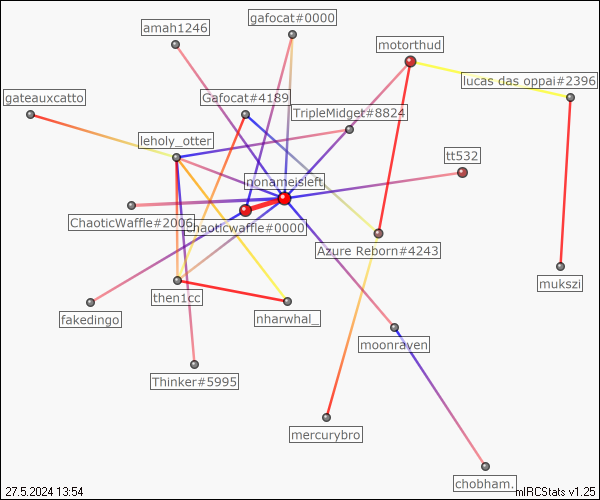 gafocat#0000
amah1246
motorthud
lucas das oppai#2396
gateauxcatto
Gafocat#4189
TripleMidget#8824
leholy_otter
tt532
nonameisleft
ChaoticWaffle#2006
chaoticwaffle#0000
Azure Reborn#4243
mukszi
then1cc
fakedingo
nharwhal_
moonraven
Thinker#5995
mercurybro
chobham.
27.5.2024 13:54
mIRCStats v1.25